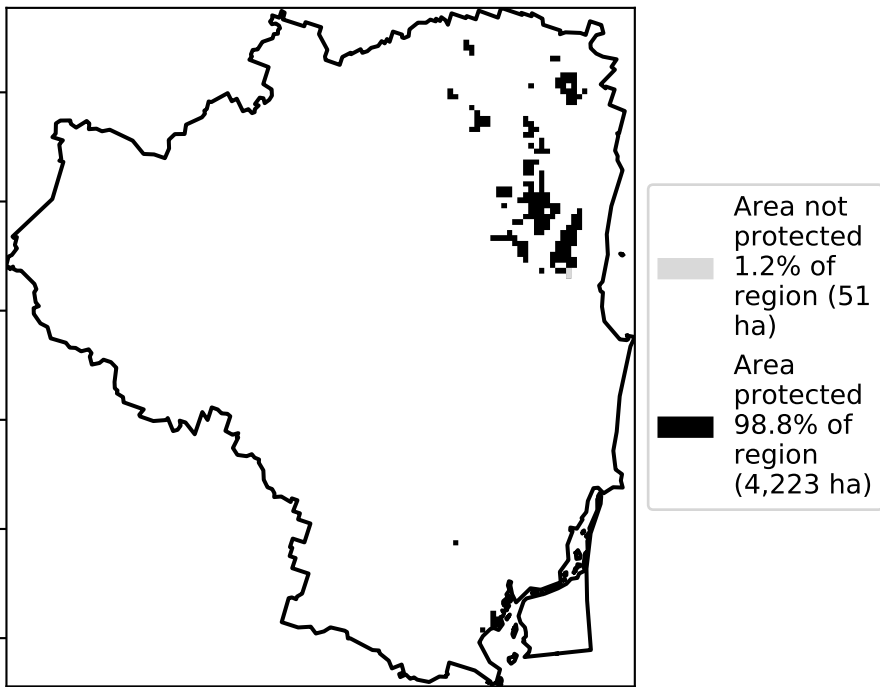 Area not
protected
1.2% of
region (51
ha)
Area
protected
98.8% of
region
(4,223 ha)